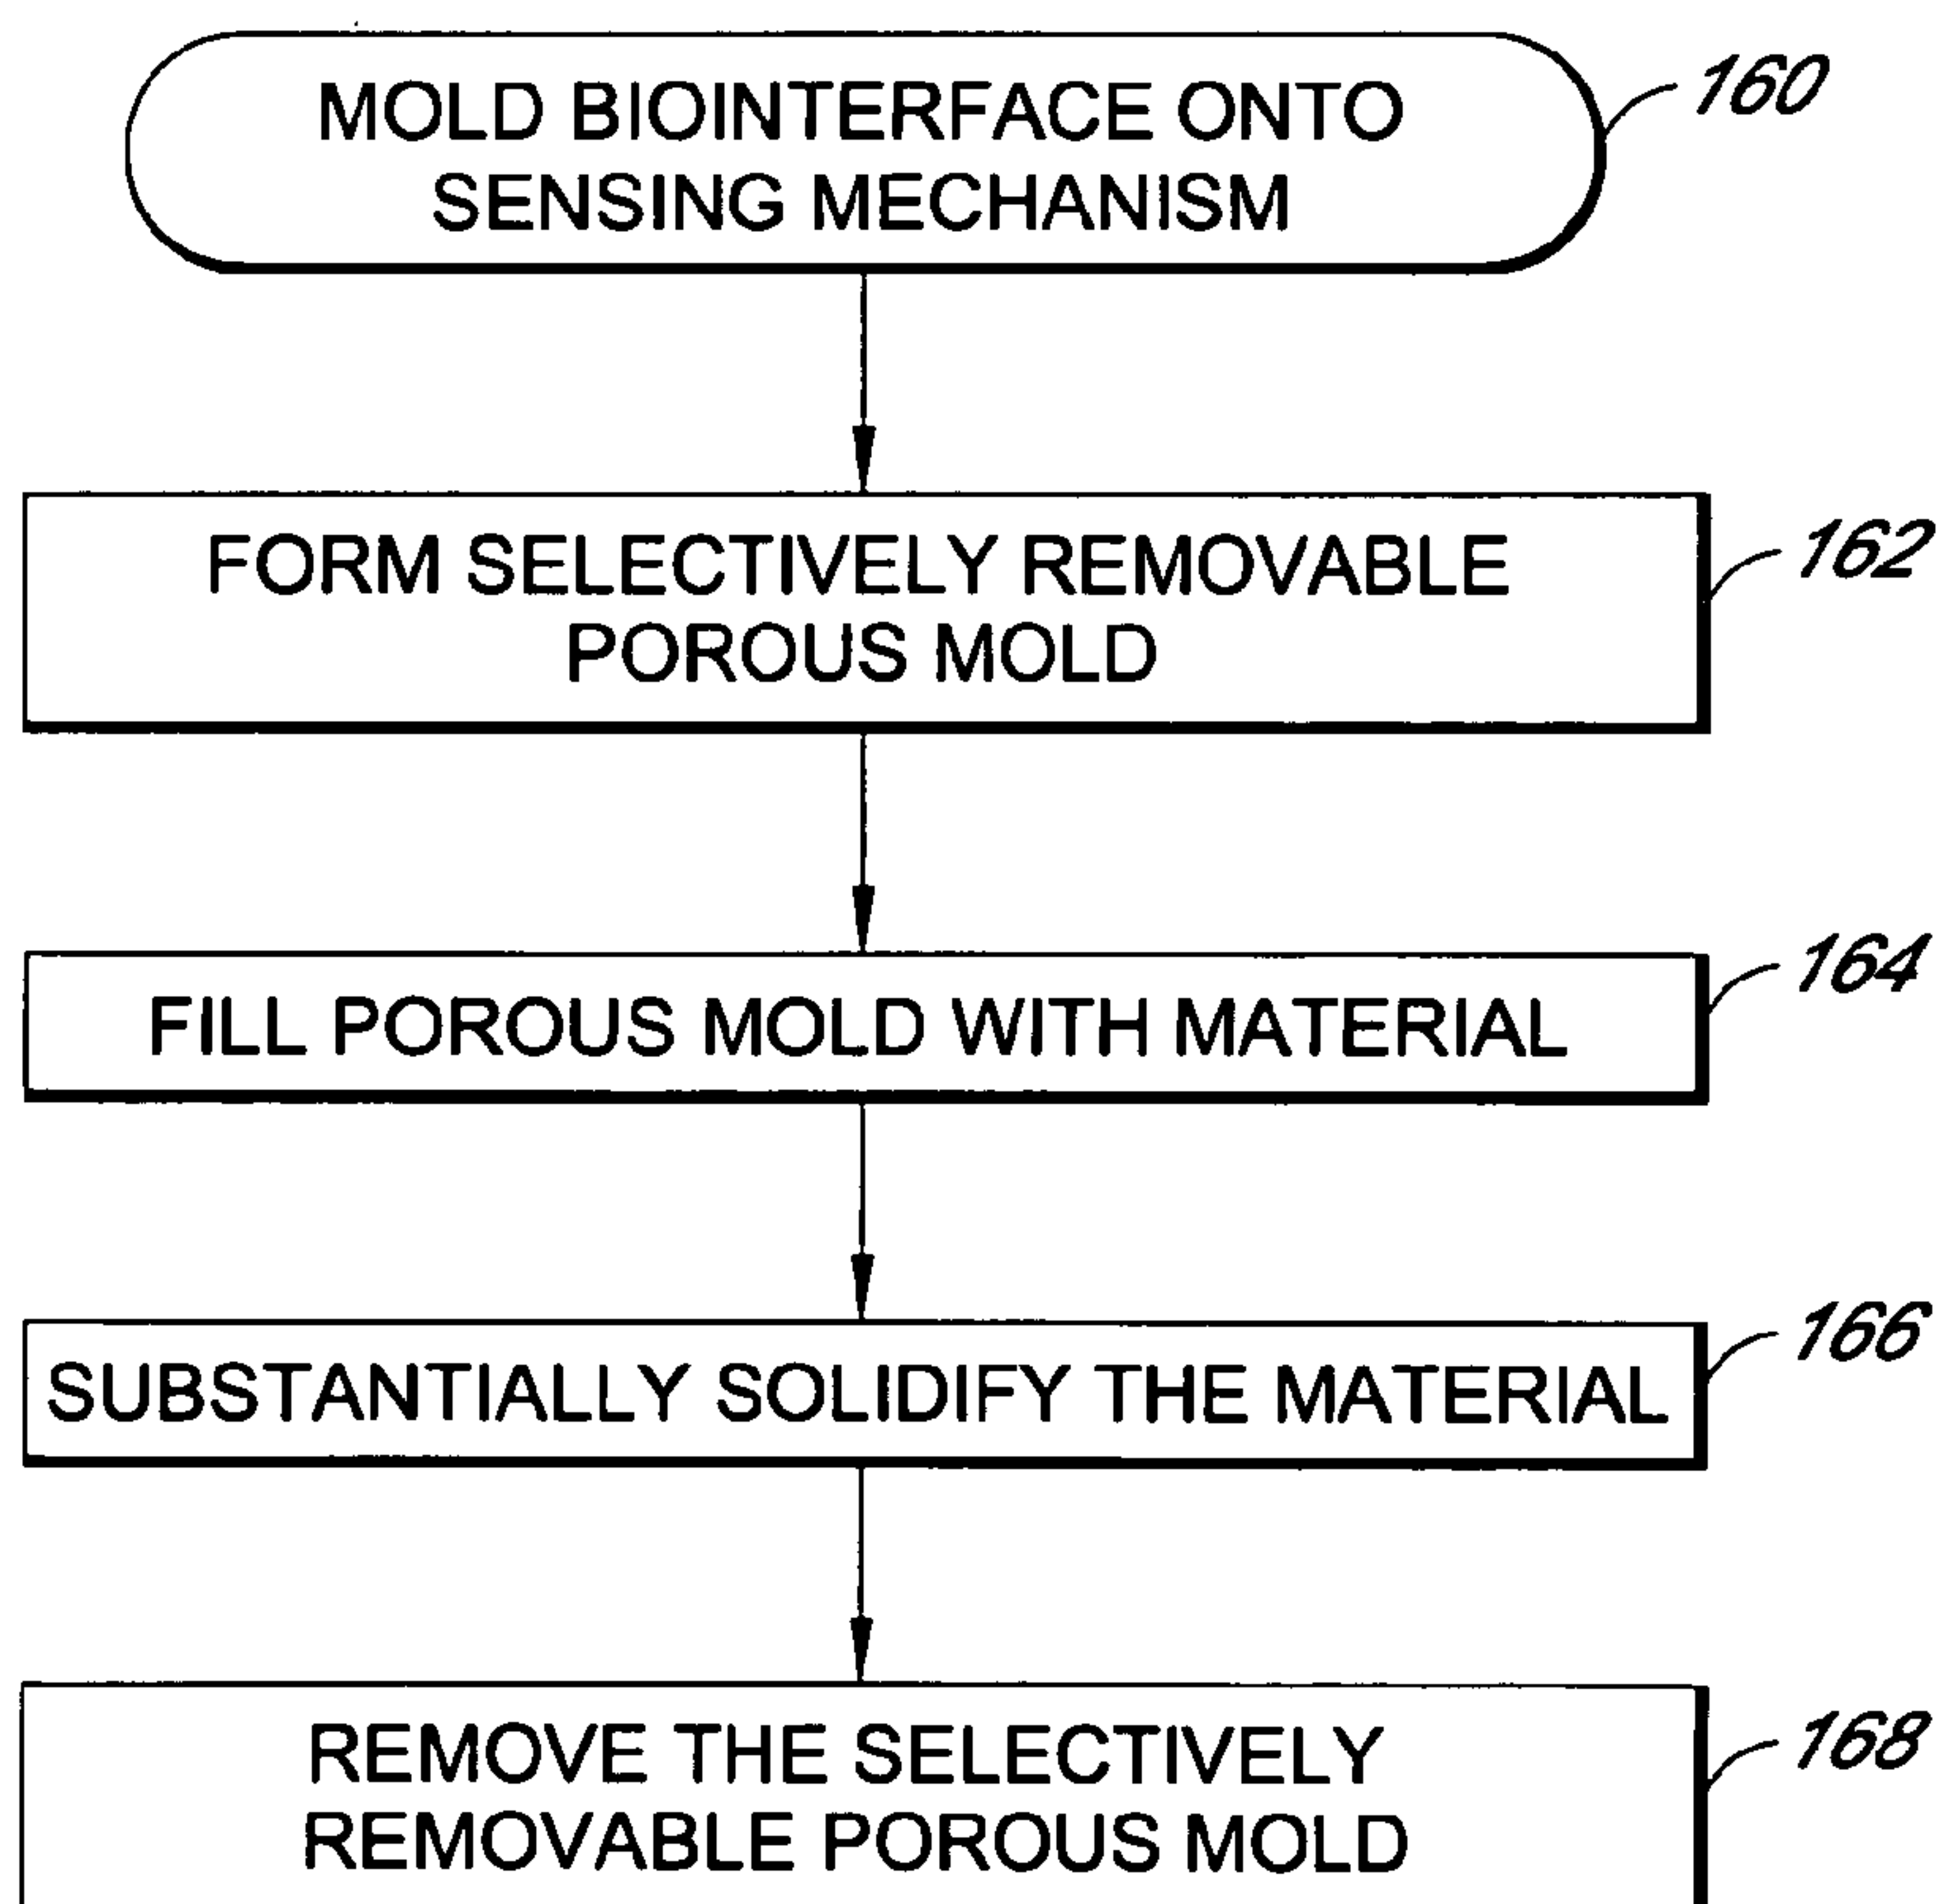 MOLD BIOINTERFACE ONTO
SENSING MECHANISM
160
FORM SELECTIVELY REMOVABLE
POROUS MOLD
162
FILL POROUS MOLD WITH MATERIAL
164
SUBSTANTIALLY SOLIDIFY THE MATERIAL
166
REMOVE THE SELECTIVELY
REMOVABLE POROUS MOLD
168